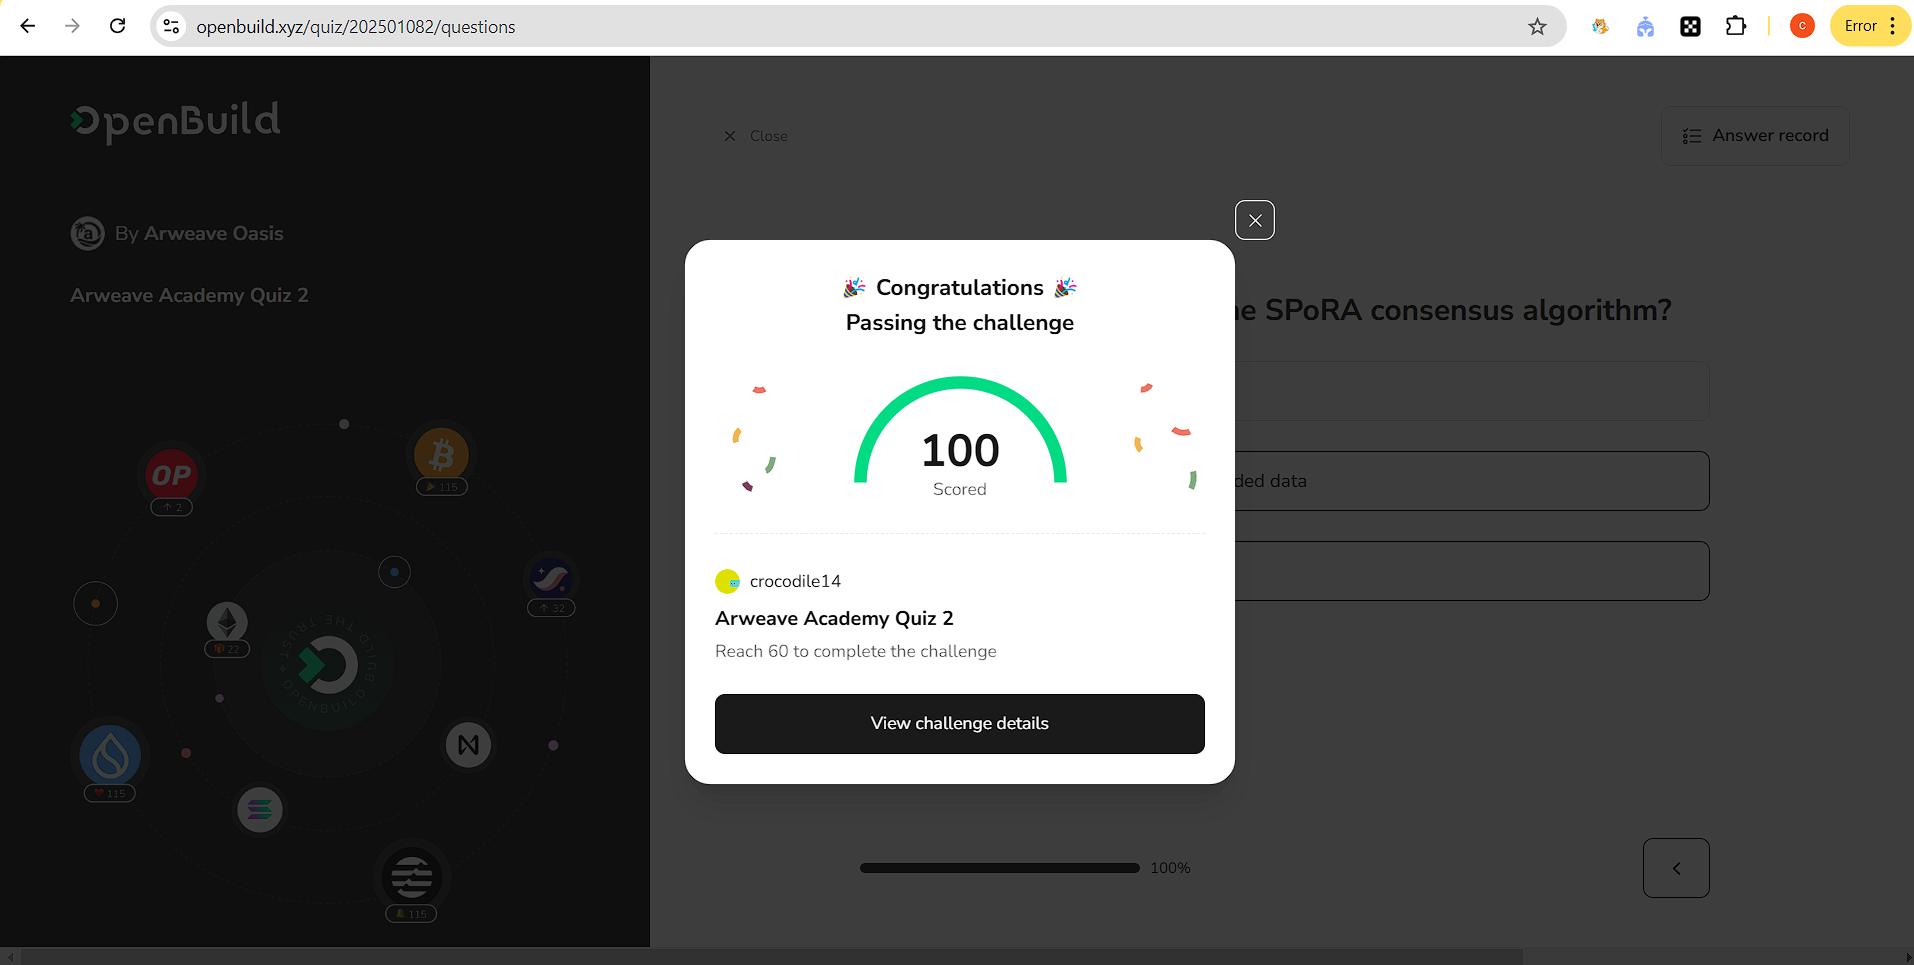 openbuild.xyz/quiz/202501082/questions
C
Error
OpenBuild
Close
Answer record
By Arweave Oasis
Arweave Academy Quiz 2
🎉 Congratulations 🎉
Passing the challenge
he SPoRA consensus algorithm?
100
Scored
ded data
OP
↑ 2
115
↑ 32
22
BUILD THE TRUST
OPENBUILD
115
115
crocodile14
Arweave Academy Quiz 2
Reach 60 to complete the challenge
View challenge details
100%